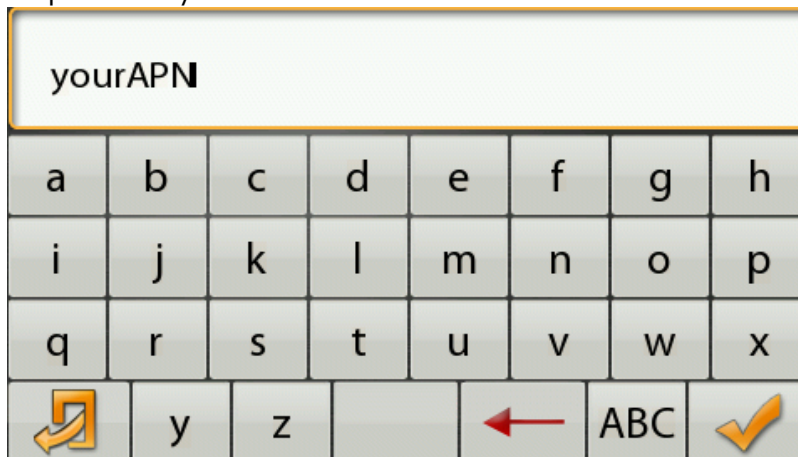 yourAPN
a b c d e f g h
i j k l m n o p
q r s t u v w x
y z ABC